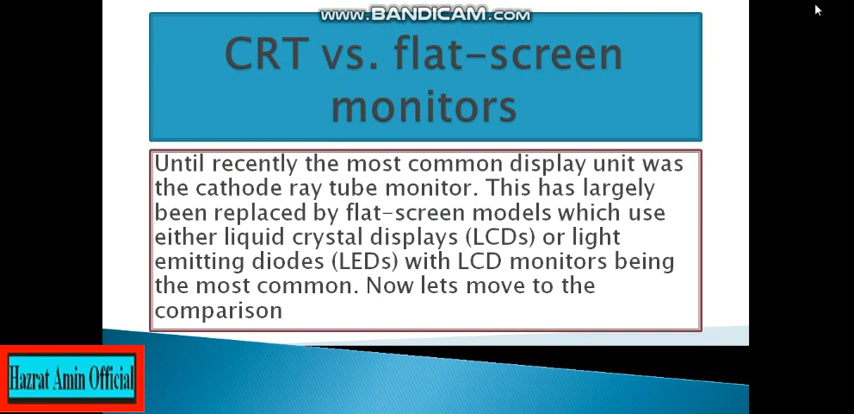 www.BANDICAM.com
CRT vs. flat-screen
monitors
Until recently the most common display unit was
the cathode ray tube monitor. This has largely
been replaced by flat-screen models which use
either liquid crystal displays (LCDs) or light
emitting diodes (LEDs) with LCD monitors being
the most common. Now lets move to the
comparison
Hazrat Amin Official